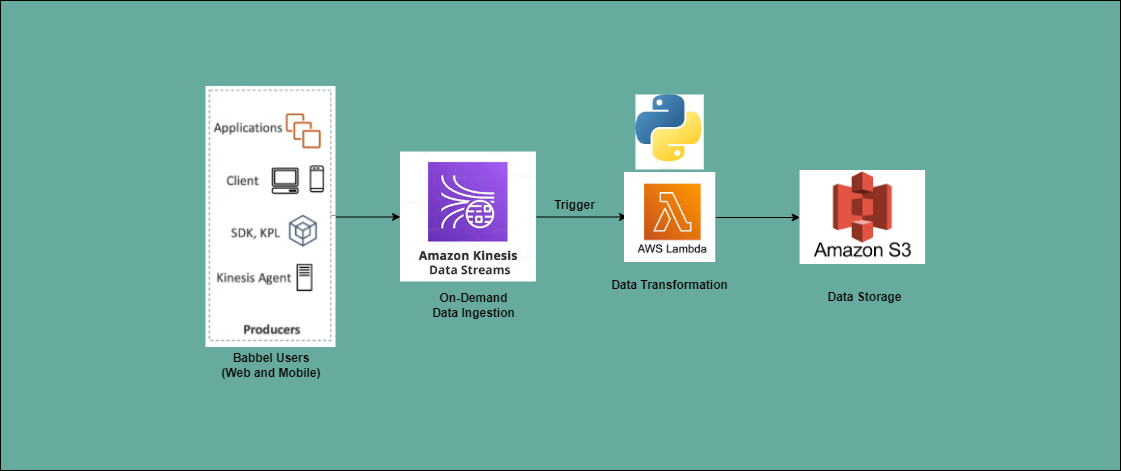 Applications
Client
SDK, KPL
Kinesis Agent
Producers
Babbel Users
(Web and Mobile)
Amazon Kinesis
Data Streams
On-Demand
Data Ingestion
Trigger
AWS Lambda
Data Transformation
Amazon S3
Data Storage